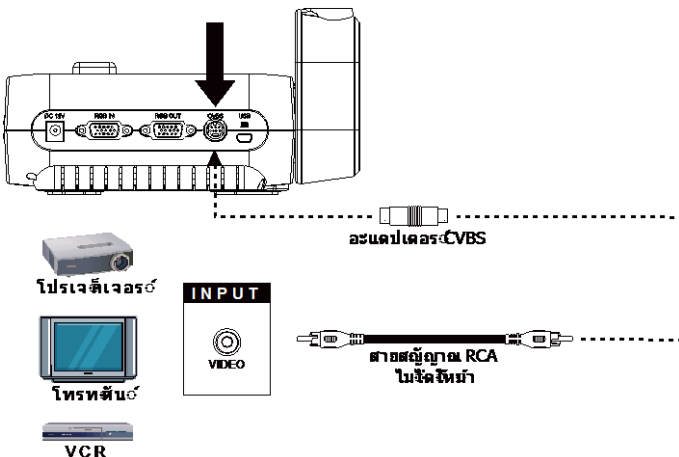 DC 12V RGB IN RGB OUT CVBS USB
อะแดปเตอร์ CVBS
โปรเจ็คเจอร์
INPUT
VIDEO
สายสัญญาณ RCA
ไม่ได้ให้มา
โทรทัศน์
VCR